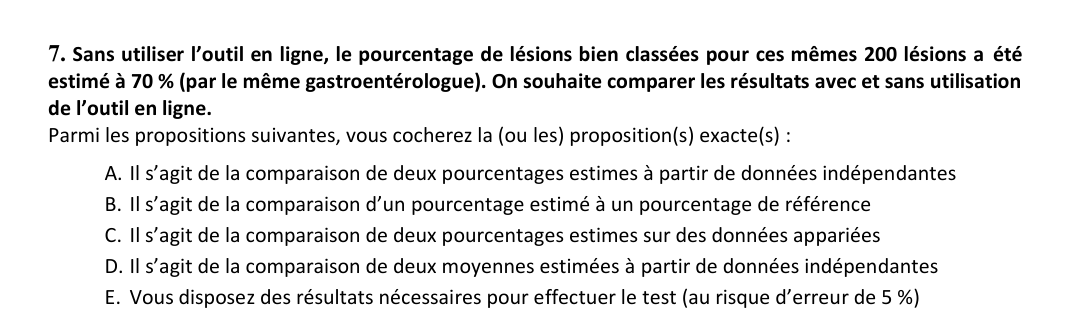 7. Sans utiliser l’outil en ligne, le pourcentage de lésions bien classées pour ces mêmes 200 lésions a été
estimé à 70 % (par le même gastroentérologue). On souhaite comparer les résultats avec et sans utilisation
de l’outil en ligne.
Parmi les propositions suivantes, vous cocherez la (ou les) proposition(s) exacte(s) :
A. Il s’agit de la comparaison de deux pourcentages estimes à partir de données indépendantes
B. Il s’agit de la comparaison d’un pourcentage estimé à un pourcentage de référence
C. Il s’agit de la comparaison de deux pourcentages estimes sur des données appariées
D. Il s’agit de la comparaison de deux moyennes estimées à partir de données indépendantes
E. Vous disposez des résultats nécessaires pour effectuer le test (au risque d’erreur de 5 %)